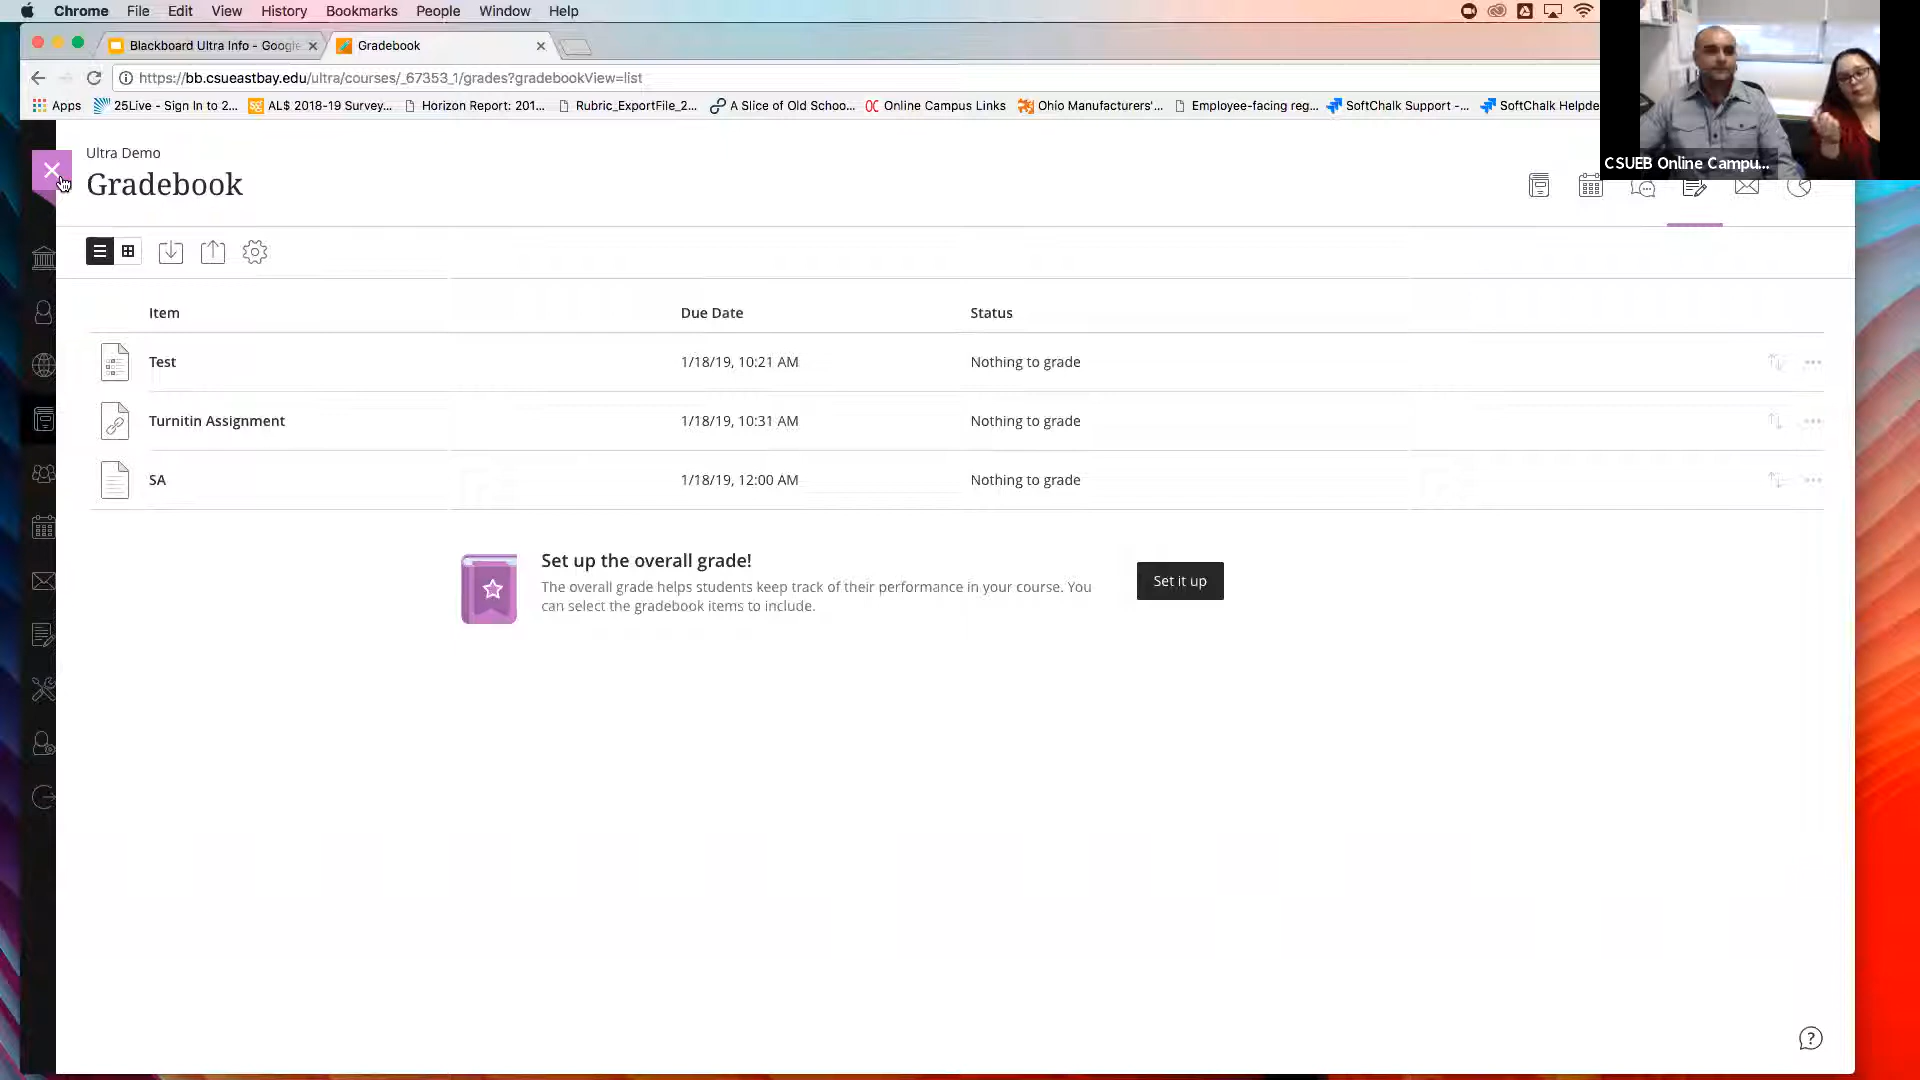 Chrome File Edit View History Bookmarks People Window Help
Blackboard Ultra Info - Google
Gradebook
https://bb.csueastbay.edu/ultra/courses/_67353_1/grades?gradebookView=list
Apps 25Live - Sign In to 2... AL$ 2018-19 Survey... Horizon Report: 201... Rubric_ExportFile_2... A Slice of Old Schoo... Online Campus Links Ohio Manufacturers'... Employee-facing reg... SoftChalk Support -... SoftChalk Helpde
CSUEB Online Campu...
Ultra Demo
Gradebook
Item Due Date Status
Test 1/18/19, 10:21 AM Nothing to grade
Turnitin Assignment 1/18/19, 10:31 AM Nothing to grade
SA 1/18/19, 12:00 AM Nothing to grade
Set up the overall grade!
The overall grade helps students keep track of their performance in your course. You
can select the gradebook items to include.
Set it up